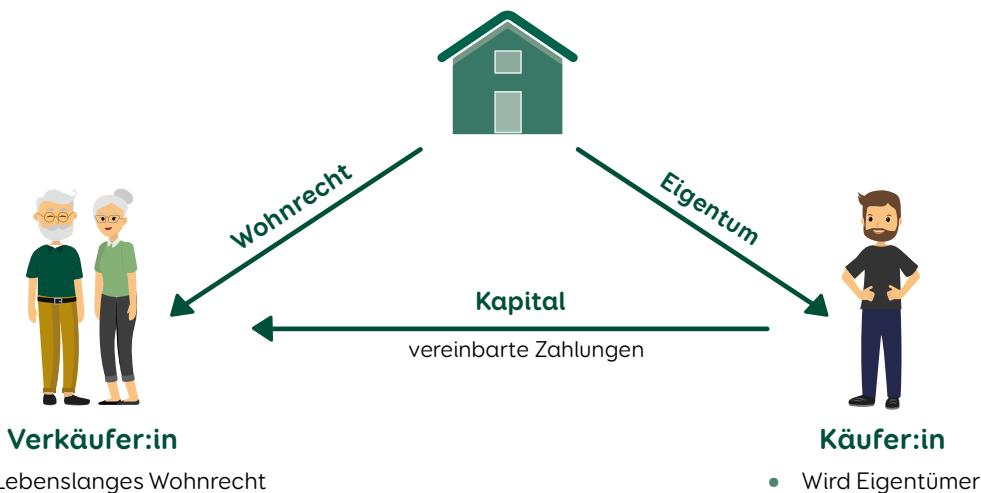 Wohnrecht
Eigentum
Kapital
vereinbarte Zahlungen
Verkäufer:in
Käufer:in
Lebenslanges Wohnrecht
Wird Eigentümer